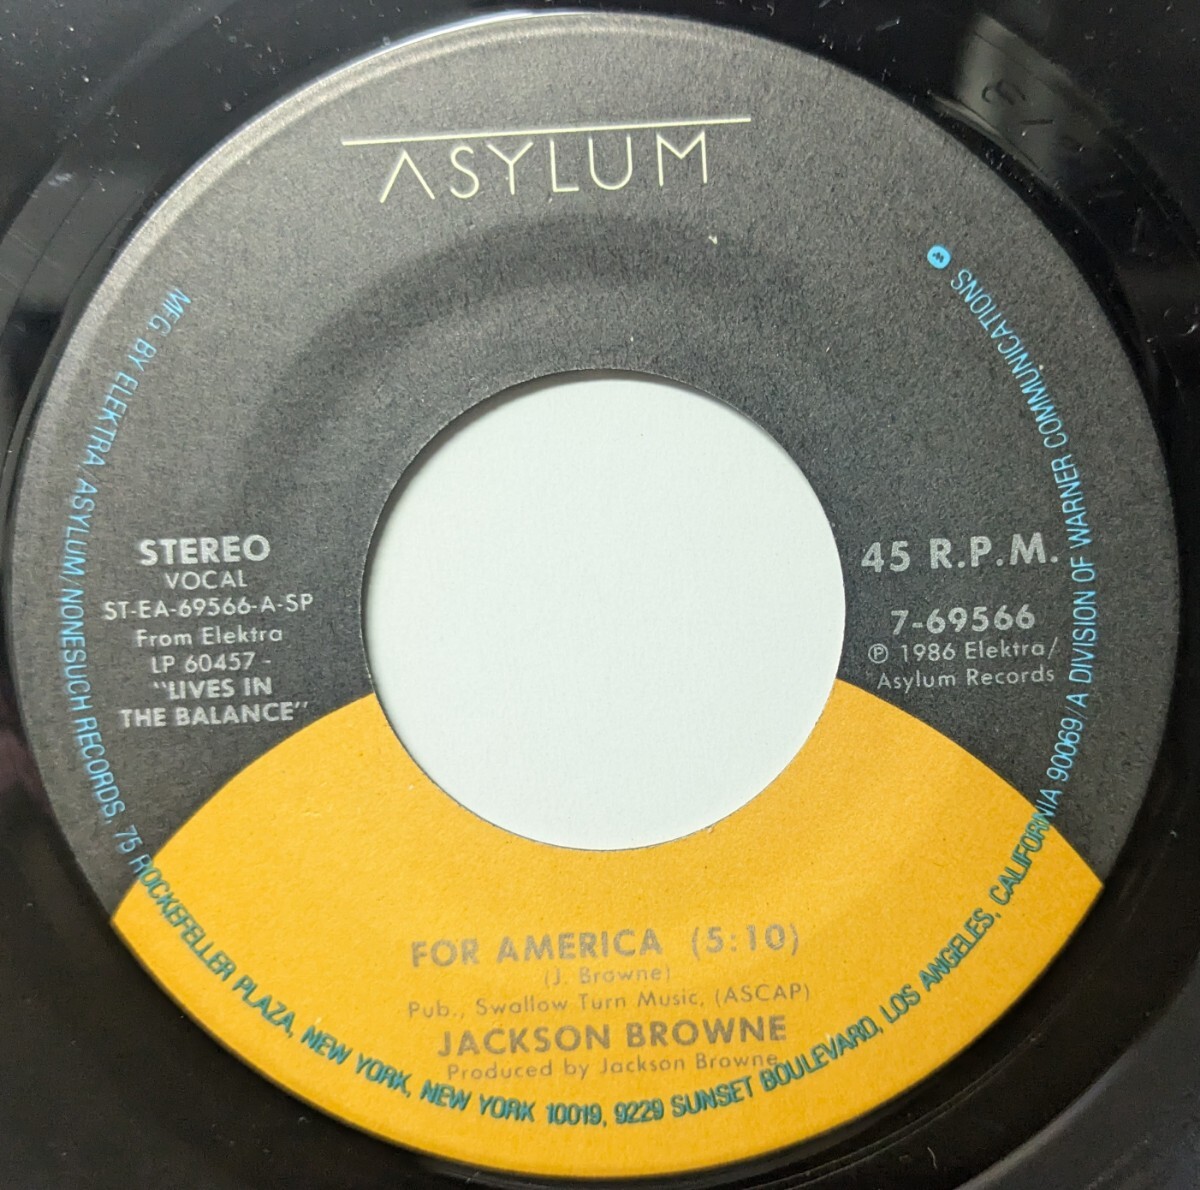 ASYLUM
STEREO
VOCAL
ST-EA-69566-A-SP
From Elektra
LP 60457 -
"LIVES IN
THE BALANCE"
45 R.P.M.
7-69566
℗ 1986 Elektra/
Asylum Records
FOR AMERICA (5:10)
(J. Browne)
Pub., Swallow Turn Music, (ASCAP)
JACKSON BROWNE
Produced by Jackson Browne
MFG. BY ELEKTRA/ASYLUM/NONESUCH RECORDS, 75 ROCKEFELLER PLAZA, NEW YORK, NEW YORK 10019, 9229 SUNSET BOULEVARD, LOS ANGELES, CALIFORNIA 90069/A DIVISION OF WARNER COMMUNICATIONS